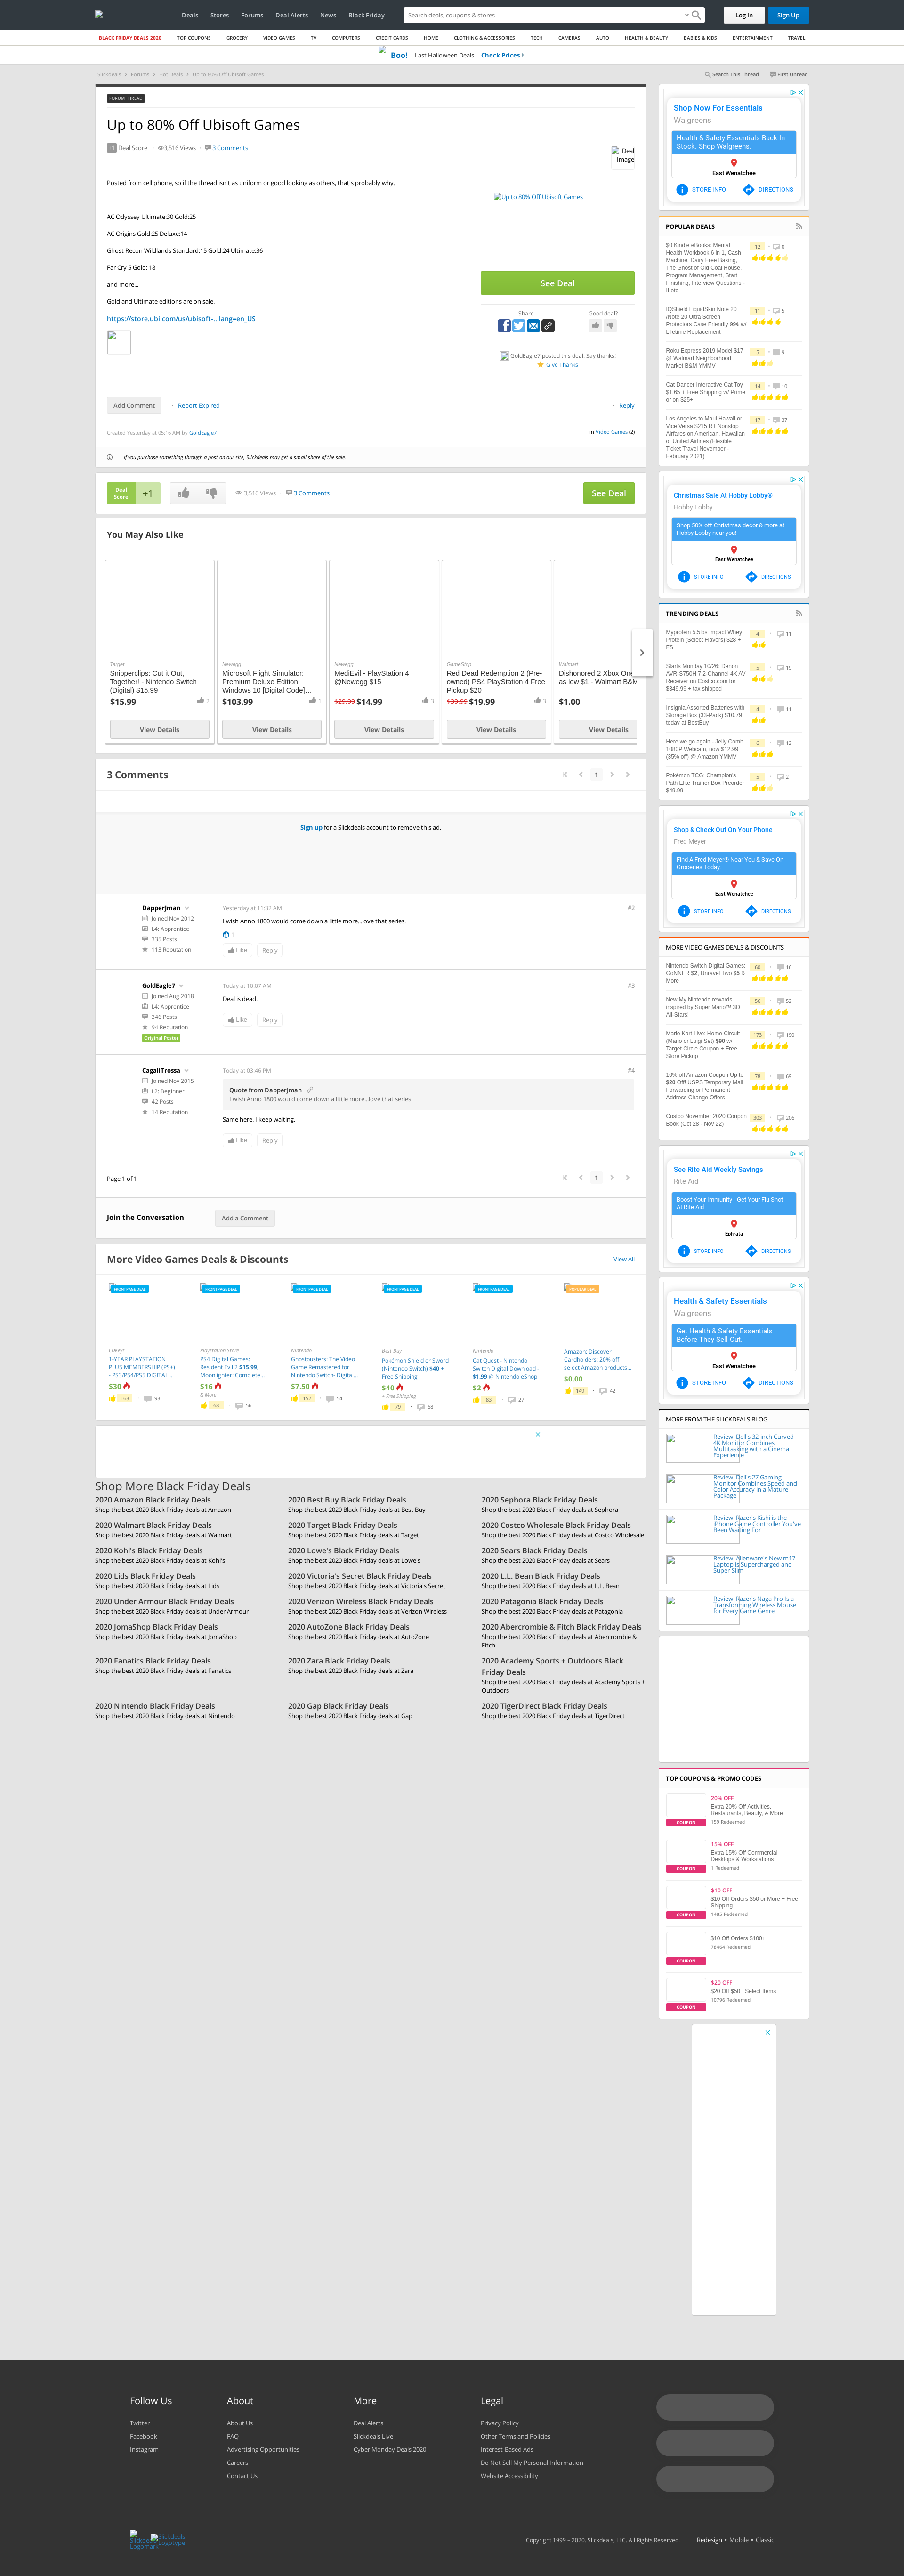 Deals Stores Forums Deal Alerts News Black Friday
Search deals, coupons & stores
Log In
Sign Up
BLACK FRIDAY DEALS 2020 TOP COUPONS GROCERY VIDEO GAMES TV COMPUTERS CREDIT CARDS HOME CLOTHING & ACCESSORIES TECH CAMERAS AUTO HEALTH & BEAUTY BABIES & KIDS ENTERTAINMENT TRAVEL
Boo! Last Halloween Deals Check Prices
Slickdeals Forums Hot Deals Up to 80% Off Ubisoft Games
Search This Thread First Unread
FORUM THREAD
Up to 80% Off Ubisoft Games
+1 Deal Score 3,516 Views 3 Comments
Deal
Image
Posted from cell phone, so if the thread isn't as uniform or good looking as others, that's probably why.
Up to 80% Off Ubisoft Games
AC Odyssey Ultimate:30 Gold:25
AC Origins Gold:25 Deluxe:14
Ghost Recon Wildlands Standard:15 Gold:24 Ultimate:36
Far Cry 5 Gold: 18
and more...
Gold and Ultimate editions are on sale.
https://store.ubi.com/us/ubisoft-...lang=en_US
See Deal
Share
Good deal?
GoldEagle7 posted this deal. Say thanks!
Give Thanks
Add Comment
Report Expired
Reply
Created Yesterday at 05:16 AM by GoldEagle7
in Video Games (2)
If you purchase something through a post on our site, Slickdeals may get a small share of the sale.
Deal
Score
+1
3,516 Views 3 Comments
See Deal
You May Also Like
Target
Snipperclips: Cut it Out,
Together! - Nintendo Switch
(Digital) $15.99
$15.99 2
View Details
Newegg
Microsoft Flight Simulator:
Premium Deluxe Edition
Windows 10 [Digital Code]...
$103.99 1
View Details
Newegg
MediEvil - PlayStation 4
@Newegg $15
$29.99 $14.99 3
View Details
GameStop
Red Dead Redemption 2 (Pre-
owned) PS4 PlayStation 4 Free
Pickup $20
$39.99 $19.99 3
View Details
Walmart
Dishonored 2 Xbox One
as low $1 - Walmart B&M
$1.00
View Details
3 Comments
1
Sign up for a Slickdeals account to remove this ad.
DapperJman
Joined Nov 2012
L4: Apprentice
335 Posts
113 Reputation
Yesterday at 11:32 AM
#2
I wish Anno 1800 would come down a little more...love that series.
1
Like
Reply
GoldEagle7
Joined Aug 2018
L4: Apprentice
346 Posts
94 Reputation
Original Poster
Today at 10:07 AM
#3
Deal is dead.
Like
Reply
CagaliTrossa
Joined Nov 2015
L2: Beginner
42 Posts
14 Reputation
Today at 03:46 PM
#4
Quote from DapperJman
I wish Anno 1800 would come down a little more...love that series.
Same here. I keep waiting.
Like
Reply
Page 1 of 1
1
Join the Conversation
Add a Comment
More Video Games Deals & Discounts
View All
FRONTPAGE DEAL
CDKeys
1-YEAR PLAYSTATION
PLUS MEMBERSHIP (PS+)
- PS3/PS4/PS5 DIGITAL...
$30
163 93
FRONTPAGE DEAL
Playstation Store
PS4 Digital Games:
Resident Evil 2 $15.99,
Moonlighter: Complete...
$16
& More
68 56
FRONTPAGE DEAL
Nintendo
Ghostbusters: The Video
Game Remastered for
Nintendo Switch- Digital...
$7.50
152 54
FRONTPAGE DEAL
Best Buy
Pokémon Shield or Sword
(Nintendo Switch) $40 +
Free Shipping
$40
+ Free Shipping
79 68
FRONTPAGE DEAL
Nintendo
Cat Quest - Nintendo
Switch Digital Download -
$1.99 @ Nintendo eShop
$2
83 27
POPULAR DEAL
Amazon: Discover
Cardholders: 20% off
select Amazon products...
$0.00
149 42
Shop More Black Friday Deals
2020 Amazon Black Friday Deals
Shop the best 2020 Black Friday deals at Amazon
2020 Best Buy Black Friday Deals
Shop the best 2020 Black Friday deals at Best Buy
2020 Sephora Black Friday Deals
Shop the best 2020 Black Friday deals at Sephora
2020 Walmart Black Friday Deals
Shop the best 2020 Black Friday deals at Walmart
2020 Target Black Friday Deals
Shop the best 2020 Black Friday deals at Target
2020 Costco Wholesale Black Friday Deals
Shop the best 2020 Black Friday deals at Costco Wholesale
2020 Kohl's Black Friday Deals
Shop the best 2020 Black Friday deals at Kohl's
2020 Lowe's Black Friday Deals
Shop the best 2020 Black Friday deals at Lowe's
2020 Sears Black Friday Deals
Shop the best 2020 Black Friday deals at Sears
2020 Lids Black Friday Deals
Shop the best 2020 Black Friday deals at Lids
2020 Victoria's Secret Black Friday Deals
Shop the best 2020 Black Friday deals at Victoria's Secret
2020 L.L. Bean Black Friday Deals
Shop the best 2020 Black Friday deals at L.L. Bean
2020 Under Armour Black Friday Deals
Shop the best 2020 Black Friday deals at Under Armour
2020 Verizon Wireless Black Friday Deals
Shop the best 2020 Black Friday deals at Verizon Wireless
2020 Patagonia Black Friday Deals
Shop the best 2020 Black Friday deals at Patagonia
2020 JomaShop Black Friday Deals
Shop the best 2020 Black Friday deals at JomaShop
2020 AutoZone Black Friday Deals
Shop the best 2020 Black Friday deals at AutoZone
2020 Abercrombie & Fitch Black Friday Deals
Shop the best 2020 Black Friday deals at Abercrombie &
Fitch
2020 Fanatics Black Friday Deals
Shop the best 2020 Black Friday deals at Fanatics
2020 Zara Black Friday Deals
Shop the best 2020 Black Friday deals at Zara
2020 Academy Sports + Outdoors Black
Friday Deals
Shop the best 2020 Black Friday deals at Academy Sports +
Outdoors
2020 Nintendo Black Friday Deals
Shop the best 2020 Black Friday deals at Nintendo
2020 Gap Black Friday Deals
Shop the best 2020 Black Friday deals at Gap
2020 TigerDirect Black Friday Deals
Shop the best 2020 Black Friday deals at TigerDirect
Shop Now For Essentials
Walgreens
Health & Safety Essentials Back In
Stock. Shop Walgreens.
East Wenatchee
STORE INFO DIRECTIONS
POPULAR DEALS
$0 Kindle eBooks: Mental
Health Workbook 6 in 1, Cash
Machine, Dairy Free Baking,
The Ghost of Old Coal House,
Program Management, Start
Finishing, Interview Questions -
II etc
12 0
IQShield LiquidSkin Note 20
/Note 20 Ultra Screen
Protectors Case Friendly 99¢ w/
Lifetime Replacement
11 5
Roku Express 2019 Model $17
@ Walmart Neighborhood
Market B&M YMMV
5 9
Cat Dancer Interactive Cat Toy
$1.65 + Free Shipping w/ Prime
or on $25+
14 10
Los Angeles to Maui Hawaii or
Vice Versa $215 RT Nonstop
Airfares on American, Hawaiian
or United Airlines (Flexible
Ticket Travel November -
February 2021)
17 37
Christmas Sale At Hobby Lobby®
Hobby Lobby
Shop 50% off Christmas decor & more at
Hobby Lobby near you!
East Wenatchee
STORE INFO DIRECTIONS
TRENDING DEALS
Myprotein 5.5lbs Impact Whey
Protein (Select Flavors) $28 +
FS
4 11
Starts Monday 10/26: Denon
AVR-S750H 7.2-Channel 4K AV
Receiver on Costco.com for
$349.99 + tax shipped
5 19
Insignia Assorted Batteries with
Storage Box (33-Pack) $10.79
today at BestBuy
4 11
Here we go again - Jelly Comb
1080P Webcam, now $12.99
(35% off) @ Amazon YMMV
6 12
Pokémon TCG: Champion's
Path Elite Trainer Box Preorder
$49.99
5 2
Shop & Check Out On Your Phone
Fred Meyer
Find A Fred Meyer® Near You & Save On
Groceries Today.
East Wenatchee
STORE INFO DIRECTIONS
MORE VIDEO GAMES DEALS & DISCOUNTS
Nintendo Switch Digital Games:
GoNNER $2, Unravel Two $5 &
More
60 16
New My Nintendo rewards
inspired by Super Mario™ 3D
All-Stars!
56 52
Mario Kart Live: Home Circuit
(Mario or Luigi Set) $90 w/
Target Circle Coupon + Free
Store Pickup
173 190
10% off Amazon Coupon Up to
$20 Off! USPS Temporary Mail
Forwarding or Permanent
Address Change Offers
78 69
Costco November 2020 Coupon
Book (Oct 28 - Nov 22)
303 206
See Rite Aid Weekly Savings
Rite Aid
Boost Your Immunity - Get Your Flu Shot
At Rite Aid
Ephrata
STORE INFO DIRECTIONS
Health & Safety Essentials
Walgreens
Get Health & Safety Essentials
Before They Sell Out.
East Wenatchee
STORE INFO DIRECTIONS
MORE FROM THE SLICKDEALS BLOG
Review: Dell's 32-inch Curved
4K Monitor Combines
Multitasking with a Cinema
Experience
Review: Dell's 27 Gaming
Monitor Combines Speed and
Color Accuracy in a Mature
Package
Review: Razer's Kishi is the
iPhone Game Controller You've
Been Waiting For
Review: Alienware's New m17
Laptop is Supercharged and
Super-Slim
Review: Razer's Naga Pro Is a
Transforming Wireless Mouse
for Every Game Genre
TOP COUPONS & PROMO CODES
COUPON
20% OFF
Extra 20% Off Activities,
Restaurants, Beauty, & More
159 Redeemed
COUPON
15% OFF
Extra 15% Off Commercial
Desktops & Workstations
1 Redeemed
COUPON
$10 OFF
$10 Off Orders $50 or More + Free
Shipping
1485 Redeemed
COUPON
$10 Off Orders $100+
78464 Redeemed
COUPON
$20 OFF
$20 Off $50+ Select Items
10796 Redeemed
Follow Us
Twitter
Facebook
Instagram
About
About Us
FAQ
Advertising Opportunities
Careers
Contact Us
More
Deal Alerts
Slickdeals Live
Cyber Monday Deals 2020
Legal
Privacy Policy
Other Terms and Policies
Interest-Based Ads
Do Not Sell My Personal Information
Website Accessibility
Slickdeals
Logotype
Copyright 1999 - 2020. Slickdeals, LLC. All Rights Reserved.
Redesign • Mobile • Classic